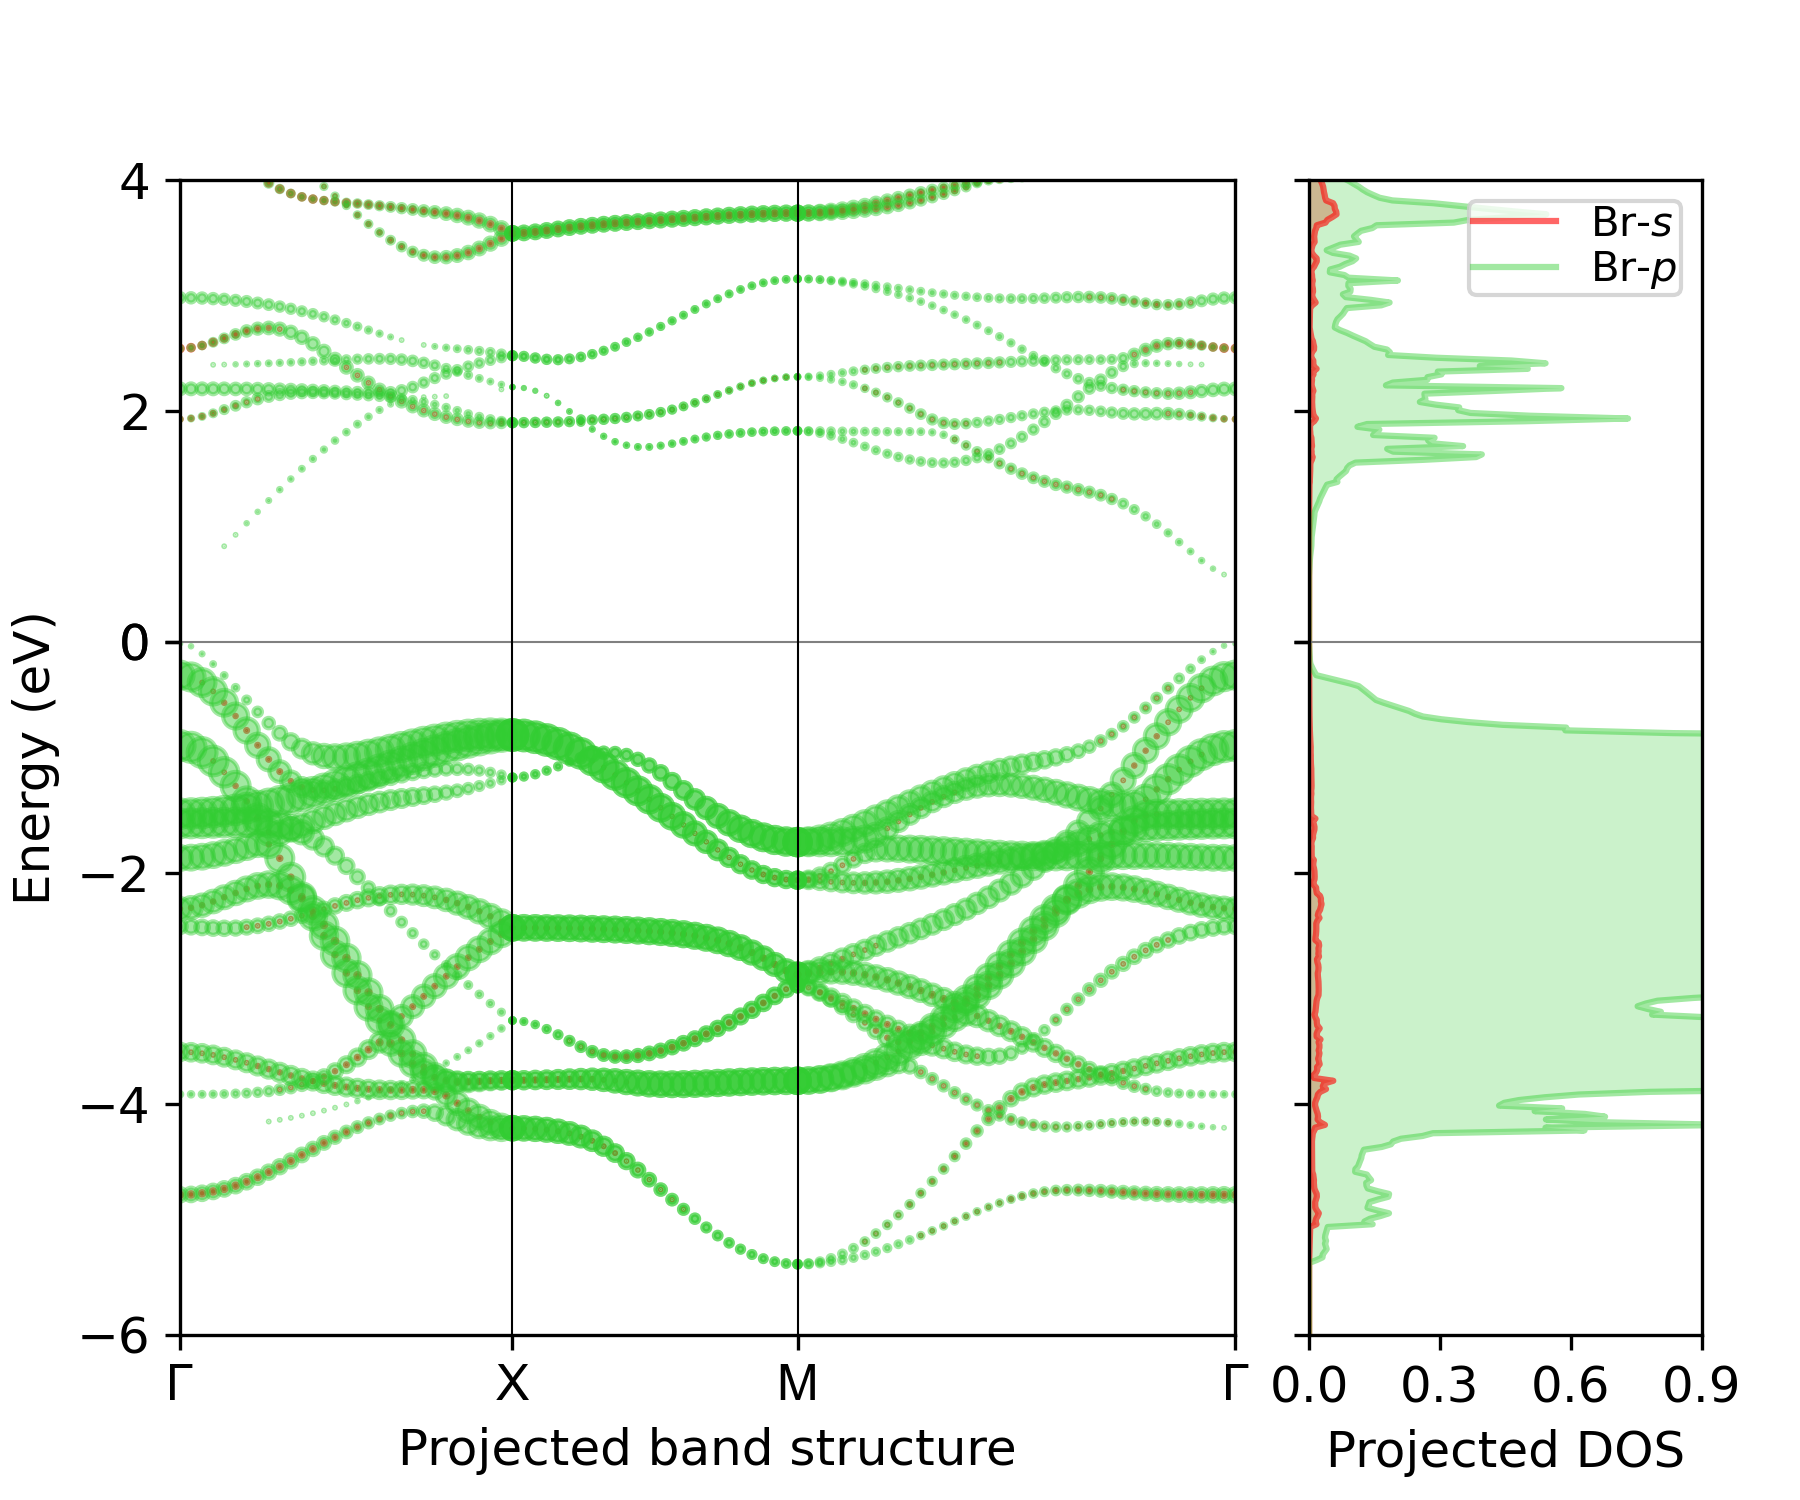 4
2
0
−2
−4
−6
Energy (eV)
Γ
X
M
Γ
Projected band structure
Br-s
Br-p
0.0
0.3
0.6
0.9
Projected DOS